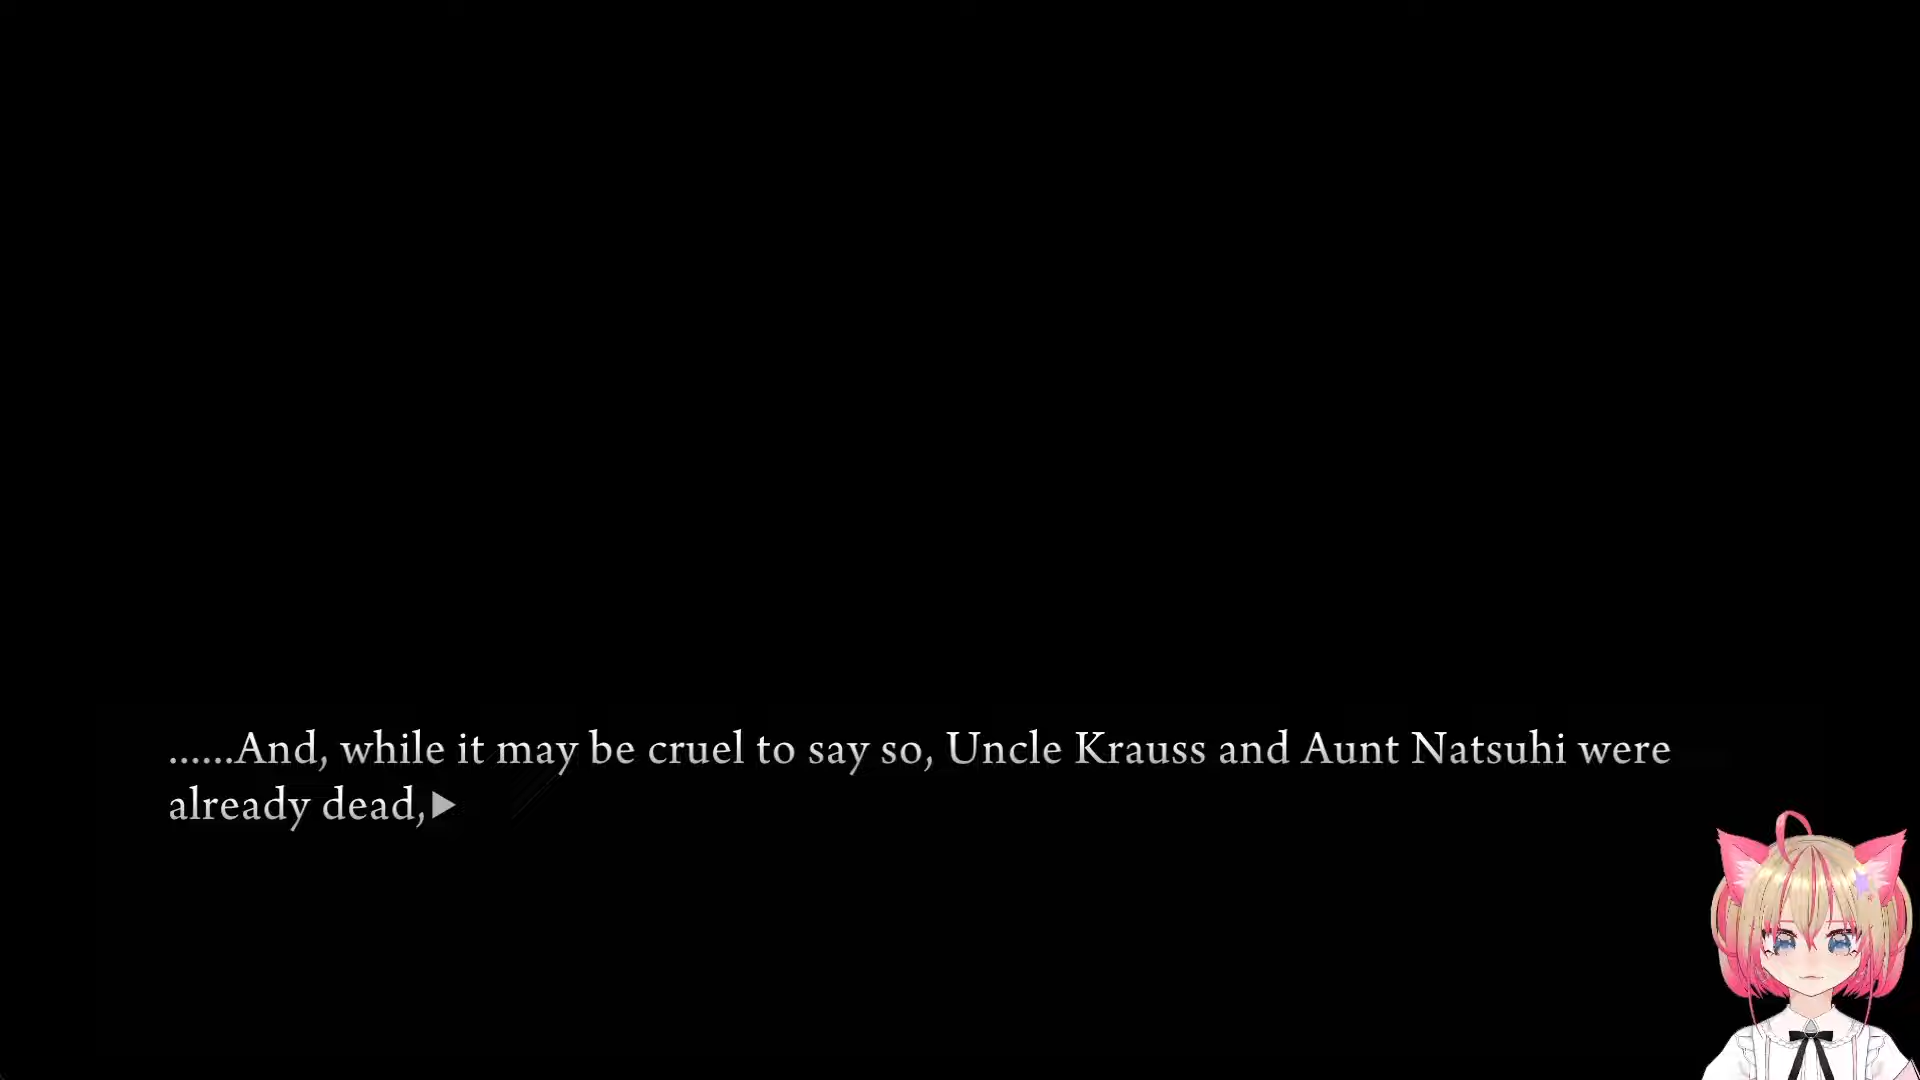 ......And, while it may be cruel to say so, Uncle Krauss and Aunt Natsuhi were
already dead,